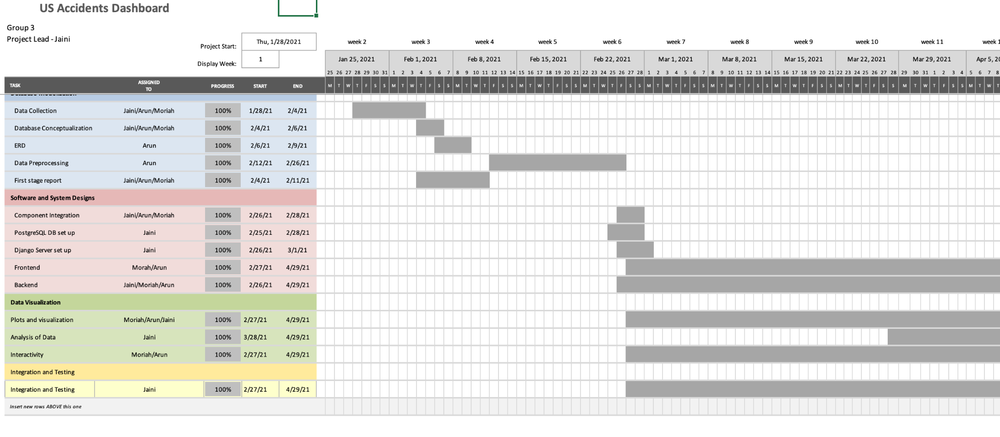 US Accidents Dashboard
Group 3
Project Lead - Jaini
Project Start: Thu, 1/28/2021
Display Week: 1
week 2 week 3 week 4 week 5 week 6 week 7 week 8 week 9 week 10 week 11 week 1
Jan 25, 2021 Feb 1, 2021 Feb 8, 2021 Feb 15, 2021 Feb 22, 2021 Mar 1, 2021 Mar 8, 2021 Mar 15, 2021 Mar 22, 2021 Mar 29, 2021 Apr 5, 20
25 26 27 28 29 30 31 1 2 3 4 5 6 7 8 9 10 11 12 13 14 15 16 17 18 19 20 21 22 23 24 25 26 27 28 1 2 3 4 5 6 7 8 9 10 11 12 13 14 15 16 17 18 19 20 21 22 23 24 25 26 27 28 29 30 31 1 2 3 4 5 6 7 8
TASK ASSIGNED TO PROGRESS START END M T W T F S S M T W T F S S M T W T F S S M T W T F S S M T W T F S S M T W T F S S M T W T F S S M T W T F S S M T W T F S S M T W T F S S M T W T
Database Modelization
Data Collection Jaini/Arun/Moriah 100% 1/28/21 2/4/21
Database Conceptualization Jaini/Arun/Moriah 100% 2/4/21 2/6/21
ERD Arun 100% 2/6/21 2/9/21
Data Preprocessing Arun 100% 2/12/21 2/26/21
First stage report Jaini/Arun/Moriah 100% 2/4/21 2/11/21
Software and System Designs
Component Integration Jaini/Arun/Moriah 100% 2/26/21 2/28/21
PostgreSQL DB set up Jaini 100% 2/25/21 2/28/21
Django Server set up Jaini 100% 2/26/21 3/1/21
Frontend Morah/Arun 100% 2/27/21 4/29/21
Backend Jaini/Moriah/Arun 100% 2/26/21 4/29/21
Data Visualization
Plots and visualization Moriah/Arun/Jaini 100% 2/27/21 4/29/21
Analysis of Data Jaini 100% 3/28/21 4/29/21
Interactivity Moriah/Arun 100% 2/27/21 4/29/21
Integration and Testing
Integration and Testing Jaini 100% 2/27/21 4/29/21
Insert new rows ABOVE this one